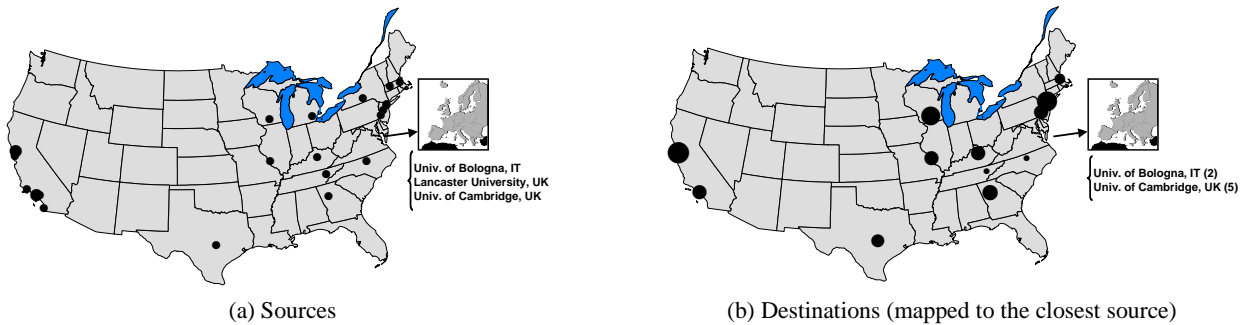 Univ. of Bologna, IT
Lancaster University, UK
Univ. of Cambridge, UK
(a) Sources
Univ. of Bologna, IT (2)
Univ. of Cambridge, UK (5)
(b) Destinations (mapped to the closest source)